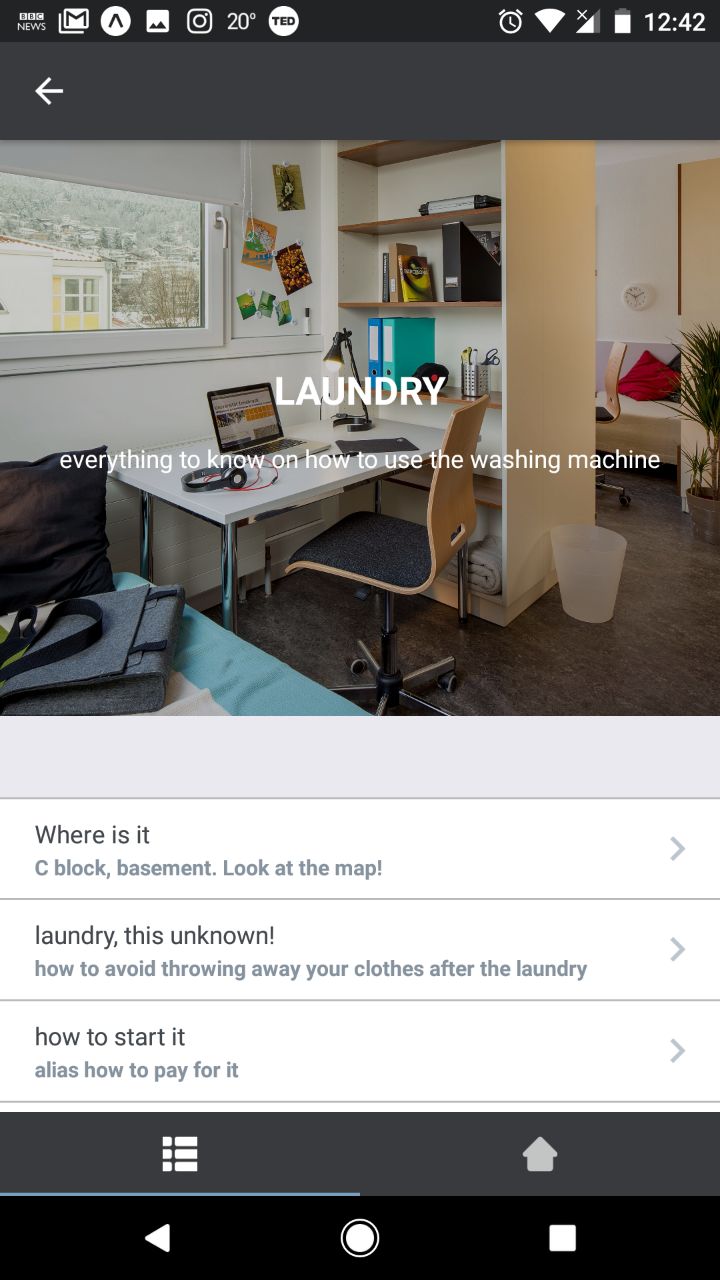 BBC
NEWS
20°
TED
12:42
LAUNDRY
everything to know on how to use the washing machine
Where is it
C block, basement. Look at the map!
laundry, this unknown!
how to avoid throwing away your clothes after the laundry
how to start it
alias how to pay for it